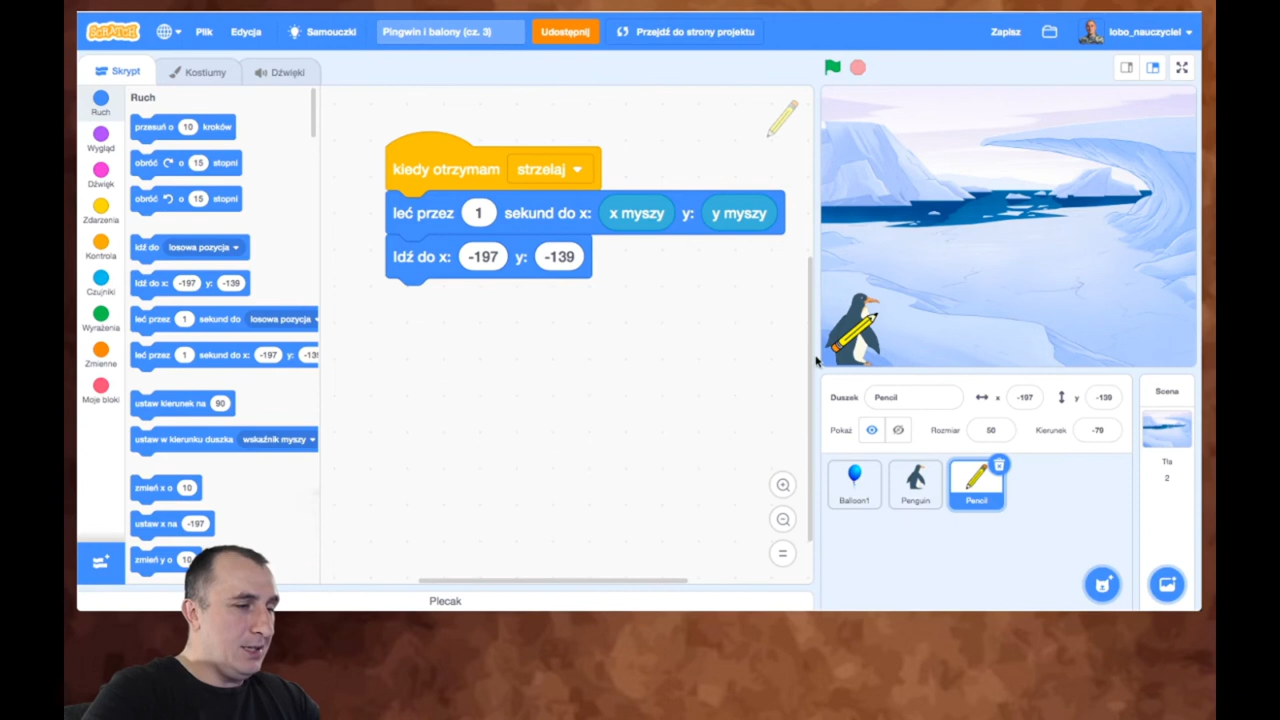 SCRATCH
Plik
Edycja
Samouczki
Pingwin i balony (cz. 3)
Udostępnij
Przejdź do strony projektu
Zapisz
lobo_nauczyciel
Skrypt
Kostiumy
Dźwięki
Ruch
Wygląd
Dźwięk
Zdarzenia
Kontrola
Czujniki
Wyrażenia
Zmienne
Moje bloki
Ruch
przesuń o 10 kroków
obróć o 15 stopni
obróć o 15 stopni
Idź do losowa pozycja
Idź do x: -197 y: -139
leć przez 1 sekund do losowa pozycja
leć przez 1 sekund do x: -197 y: -139
ustaw kierunek na 90
ustaw w kierunku duszka wskaźnik myszy
zmień x o 10
ustaw x na -197
zmień y o 10
kiedy otrzymam strzelaj
leć przez 1 sekund do x: x myszy y: y myszy
Idź do x: -197 y: -139
=
Plecak
Duszek Pencil x -197 y -139
Pokaż Rozmiar 50 Kierunek -79
Balloon1
Penguin
Pencil
Scena
Tła
2